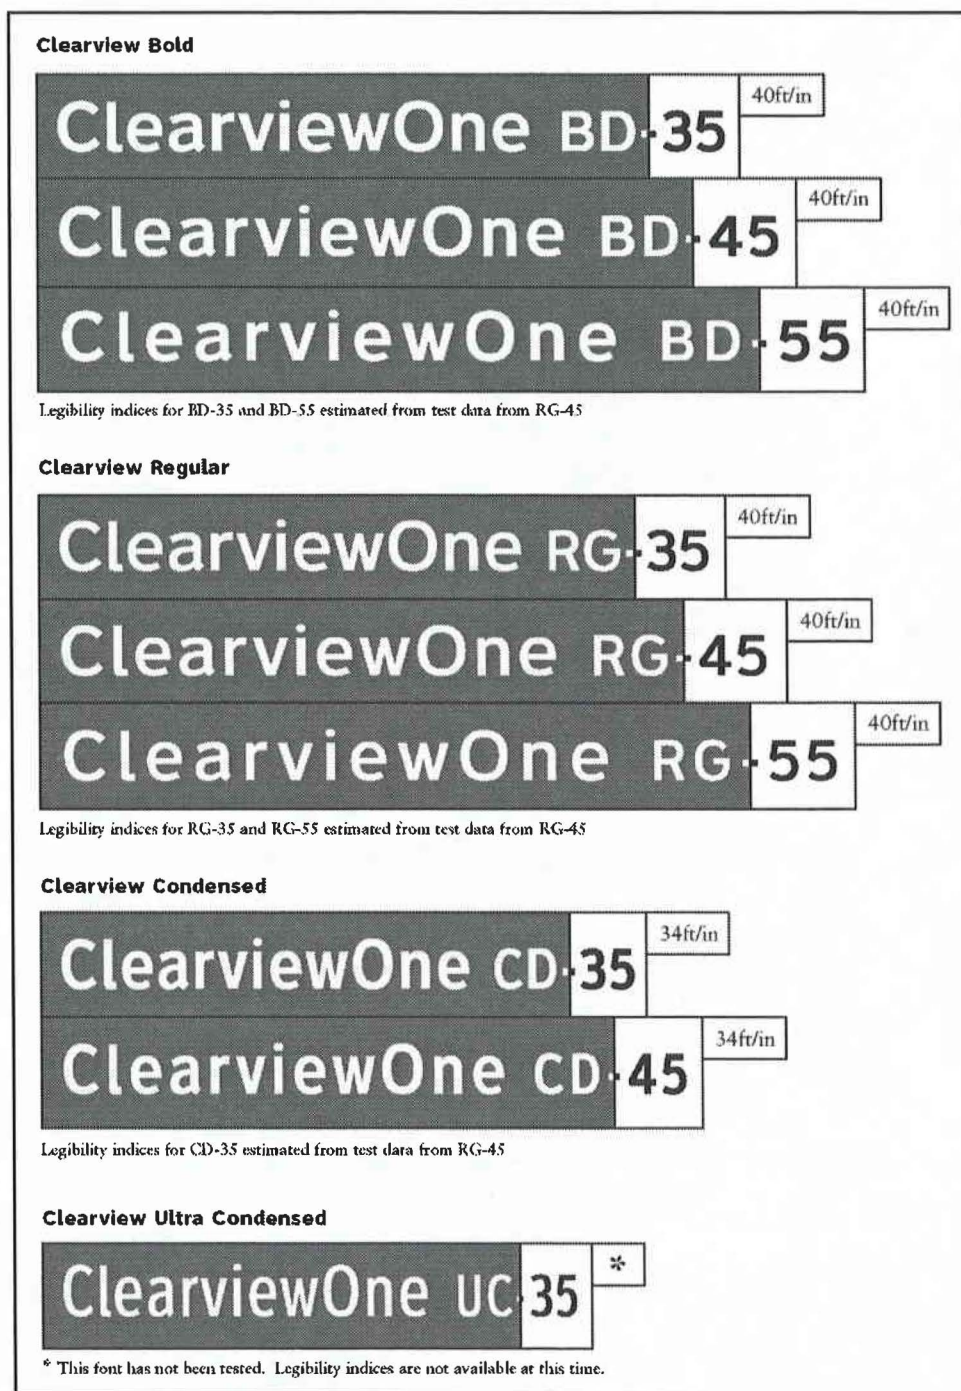 Clearview Bold
ClearviewOne BD-35 40ft/in
ClearviewOne BD-45 40ft/in
ClearviewOne BD-55 40ft/in
Legibility indices for BD-35 and BD-55 estimated from test data from RG-45
Clearview Regular
ClearviewOne RG-35 40ft/in
ClearviewOne RG-45 40ft/in
ClearviewOne RG-55 40ft/in
Legibility indices for RG-35 and RG-55 estimated from test data from RG-45
Clearview Condensed
ClearviewOne CD-35 34ft/in
ClearviewOne CD-45 34ft/in
Legibility indices for CD-35 estimated from test data from RG-45
Clearview Ultra Condensed
ClearviewOne UC-35 *
* This font has not been tested. Legibility indices are not available at this time.